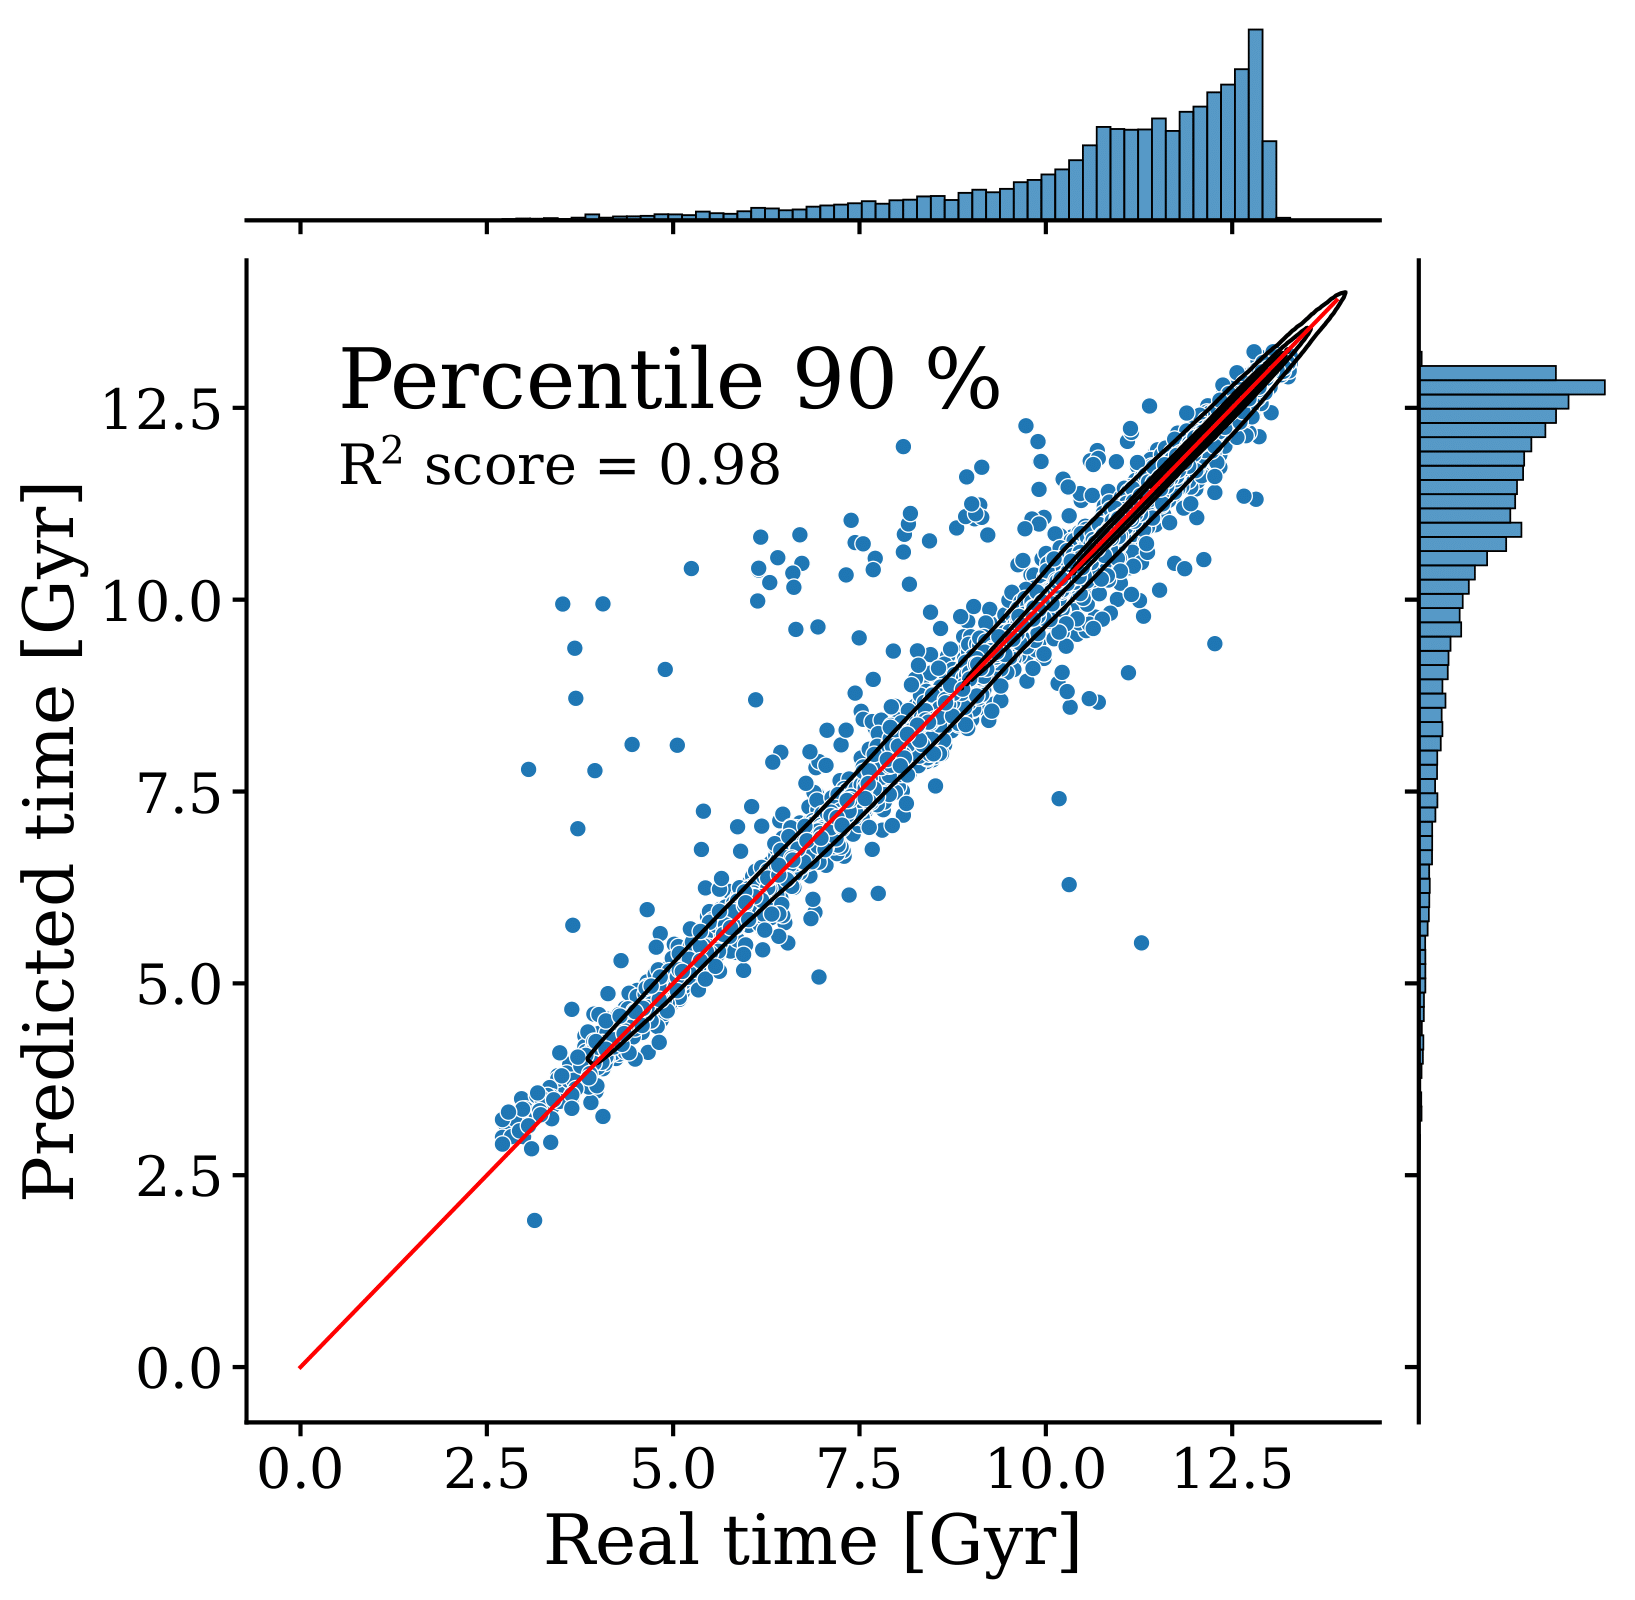 Percentile 90 %
R² score = 0.98
Predicted time [Gyr]
12.5
10.0
7.5
5.0
2.5
0.0
0.0 2.5 5.0 7.5 10.0 12.5
Real time [Gyr]